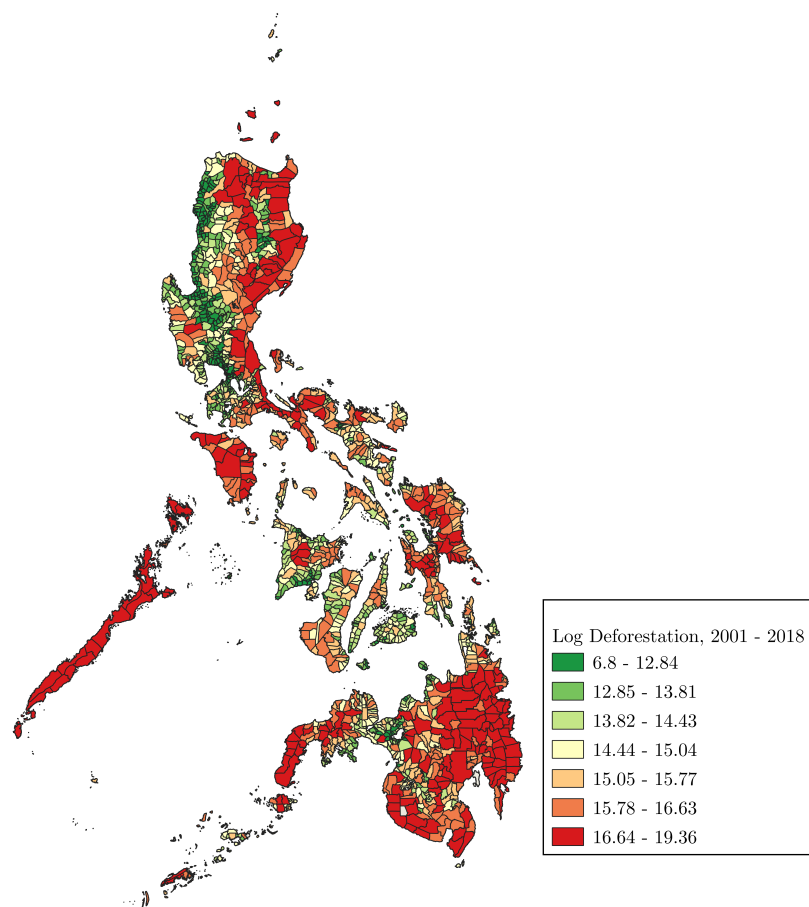 Log Deforestation, 2001 - 2018
6.8 - 12.84
12.85 - 13.81
13.82 - 14.43
14.44 - 15.04
15.05 - 15.77
15.78 - 16.63
16.64 - 19.36